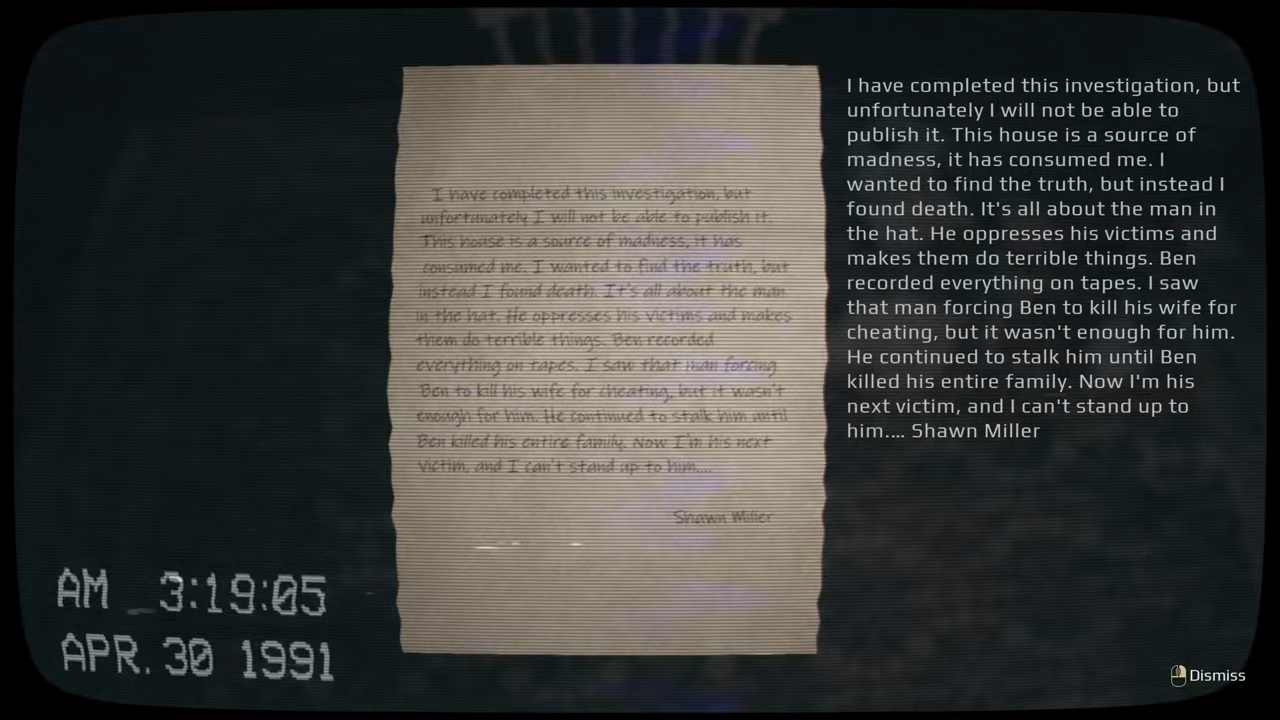 I have completed this investigation, but
unfortunately I will not be able to publish it.
This house is a source of madness, it has
consumed me. I wanted to find the truth, but
instead I found death. It's all about the man
in the hat. He oppresses his victims and makes
them do terrible things. Ben recorded
everything on tapes. I saw that man forcing
Ben to kill his wife for cheating, but it wasn't
enough for him. He continued to stalk him until
Ben killed his entire family. Now I'm his next
victim, and I can't stand up to him....
Shawn Miller
I have completed this investigation, but
unfortunately I will not be able to
publish it. This house is a source of
madness, it has consumed me. I
wanted to find the truth, but instead I
found death. It's all about the man in
the hat. He oppresses his victims and
makes them do terrible things. Ben
recorded everything on tapes. I saw
that man forcing Ben to kill his wife for
cheating, but it wasn't enough for him.
He continued to stalk him until Ben
killed his entire family. Now I'm his
next victim, and I can't stand up to
him.... Shawn Miller
AM _3:19:05
APR. 30 1991
Dismiss